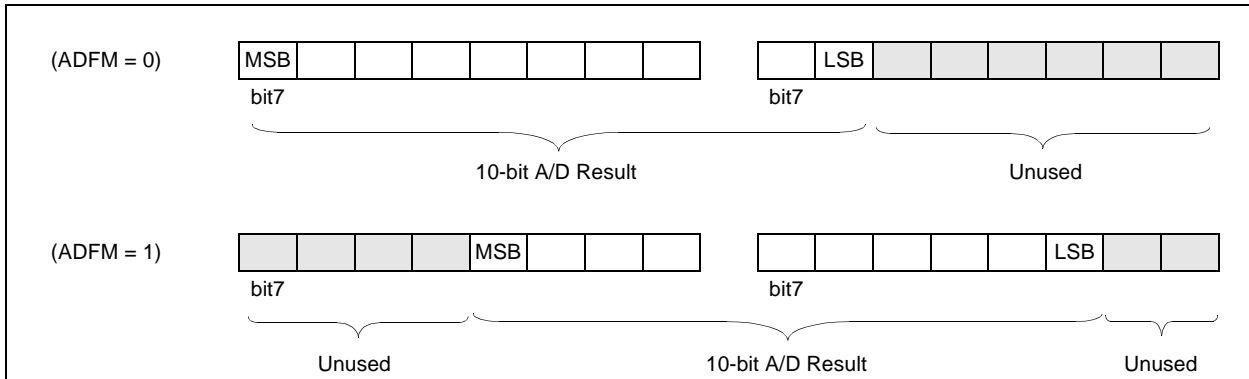 (ADFM = 0) MSB LSB
bit7 bit7
10-bit A/D Result Unused
(ADFM = 1) MSB LSB
bit7 bit7
Unused 10-bit A/D Result Unused